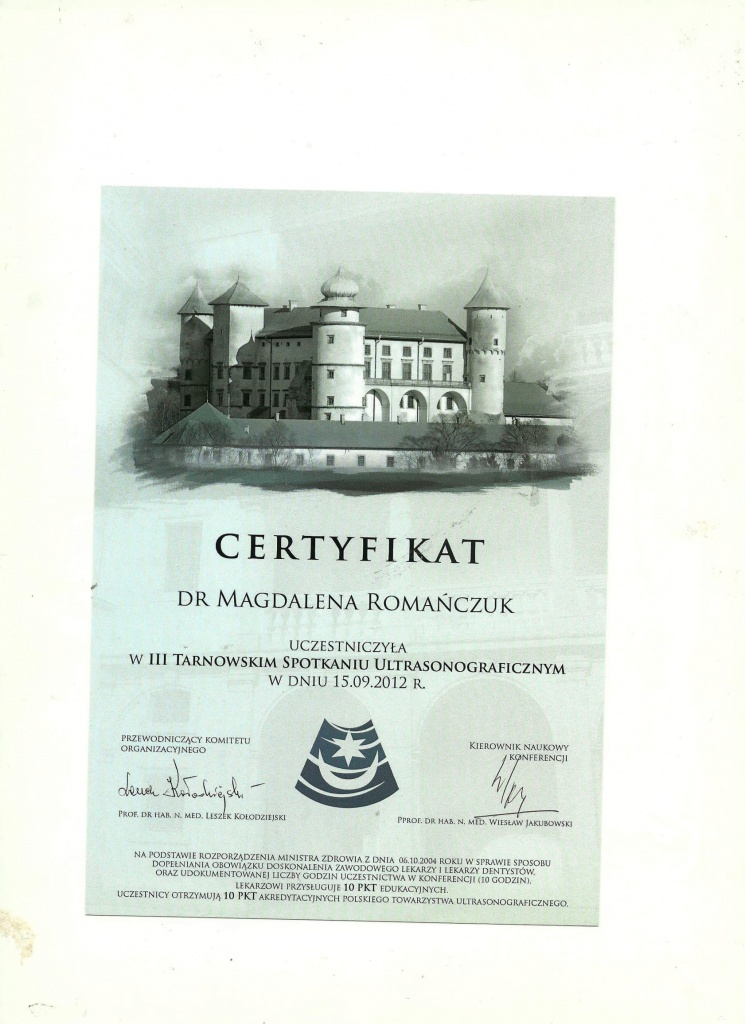 CERTYFIKAT
DR MAGDALENA ROMAŃCZUK
UCZESTNICZYŁA
W III TARNOWSKIM SPOTKANIU ULTRASONOGRAFICZNYM
W DNIU 15.09.2012 R.
PRZEWODNICZĄCY KOMITETU
ORGANIZACYJNEGO
Leszek Kołodziejski
PROF. DR HAB. N. MED. LESZEK KOŁODZIEJSKI
KIEROWNIK NAUKOWY
KONFERENCJI
PPROF. DR HAB. N. MED. WIESŁAW JAKUBOWSKI
NA PODSTAWIE ROZPORZĄDZENIA MINISTRA ZDROWIA Z DNIA 06.10.2004 ROKU W SPRAWIE SPOSOBU
DOPEŁNIANIA OBOWIĄZKU DOSKONALENIA ZAWODOWEGO LEKARZY I LEKARZY DENTYSTÓW,
ORAZ UDOKUMENTOWANEJ LICZBY GODZIN UCZESTNICTWA W KONFERENCJI (10 GODZIN),
LEKARZOWI PRZYSŁUGUJE 10 PKT EDUKACYJNYCH.
UCZESTNICY OTRZYMUJĄ 10 PKT AKREDYTACYJNYCH POLSKIEGO TOWARZYSTWA ULTRASONOGRAFICZNEGO.